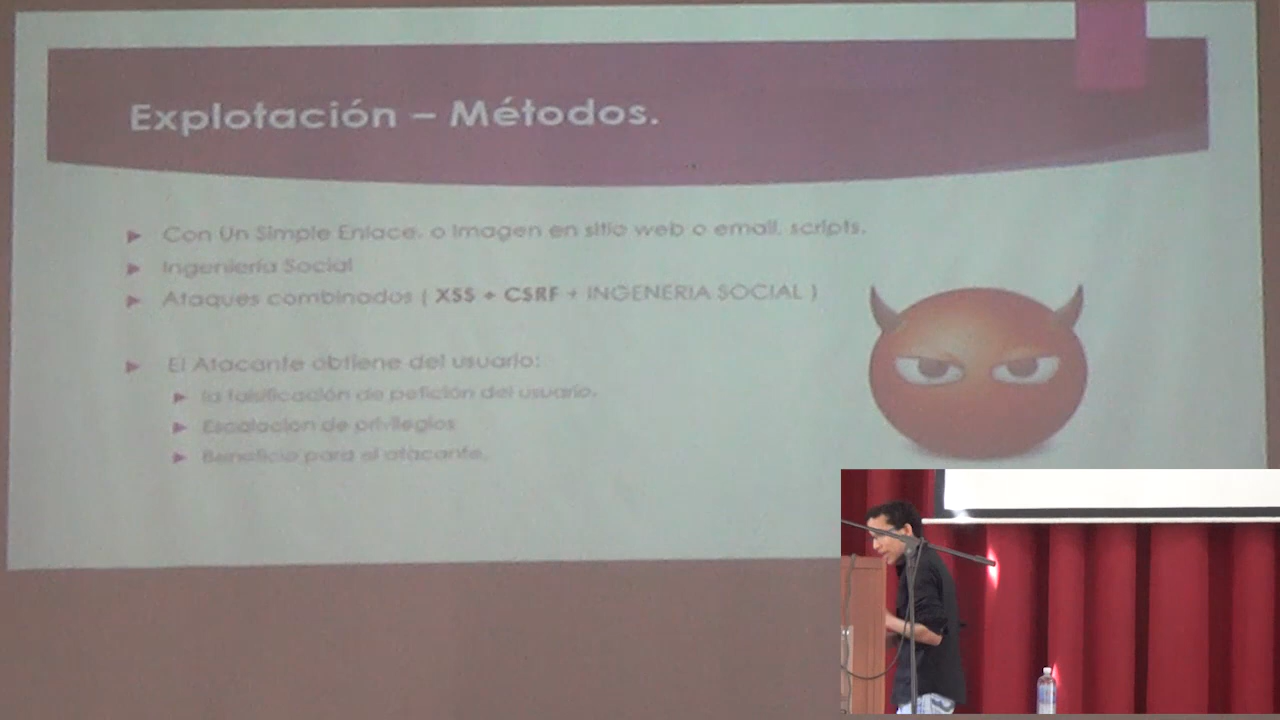 Explotación – Métodos.
Con Un Simple Enlace, o Imagen en sitio web o email, scripts.
Ingeniería Social
Ataques combinados ( XSS + CSRF + INGENERIA SOCIAL )
El Atacante obtiene del usuario:
la falsificación de petición del usuario.
Escalacion de privilegios
Beneficio para el atacante.